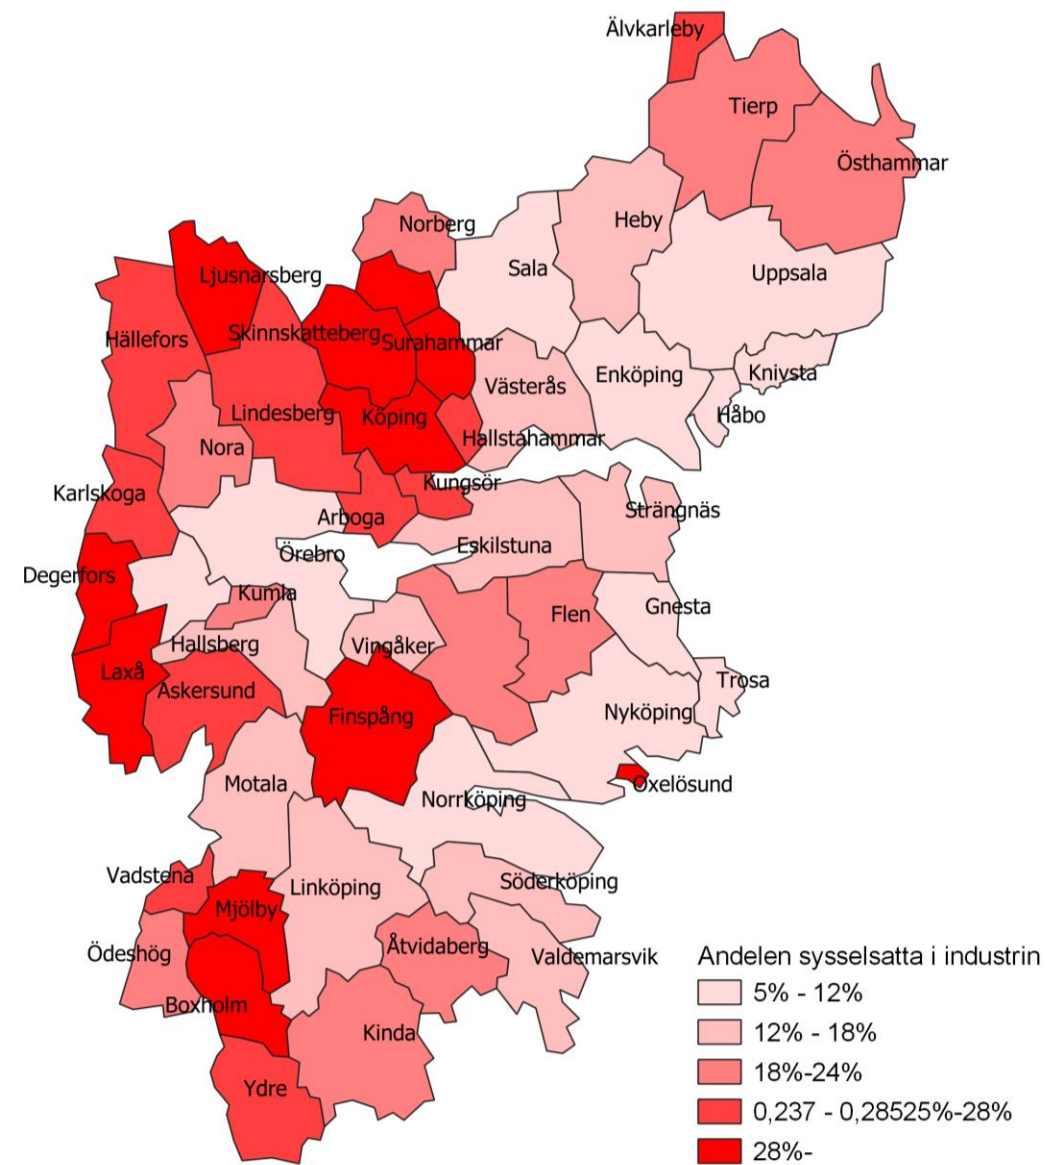 Älvkarleby
Tierp
Östhammar
Norberg
Heby
Sala
Uppsala
Ljusnarsberg
Hällefors
Skinnskatteberg
Surahammar
Västerås
Enköping
Knivsta
Lindesberg
Köping
Håbo
Nora
Hallstahammar
Kungsör
Karlskoga
Arboga
Strängnäs
Eskilstuna
Örebro
Degerfors
Kumla
Flen
Gnesta
Hallsberg
Vingåker
Laxå
Askersund
Trosa
Finspång
Nyköping
Motala
Oxelösund
Norrköping
Vadstena
Linköping
Söderköping
Mjölby
Åtvidaberg
Ödeshög
Valdemarsvik
Boxholm
Kinda
Ydre
Andelen sysselsatta i industrin
5% - 12%
12% - 18%
18%-24%
0,237 - 0,28525%-28%
28%-